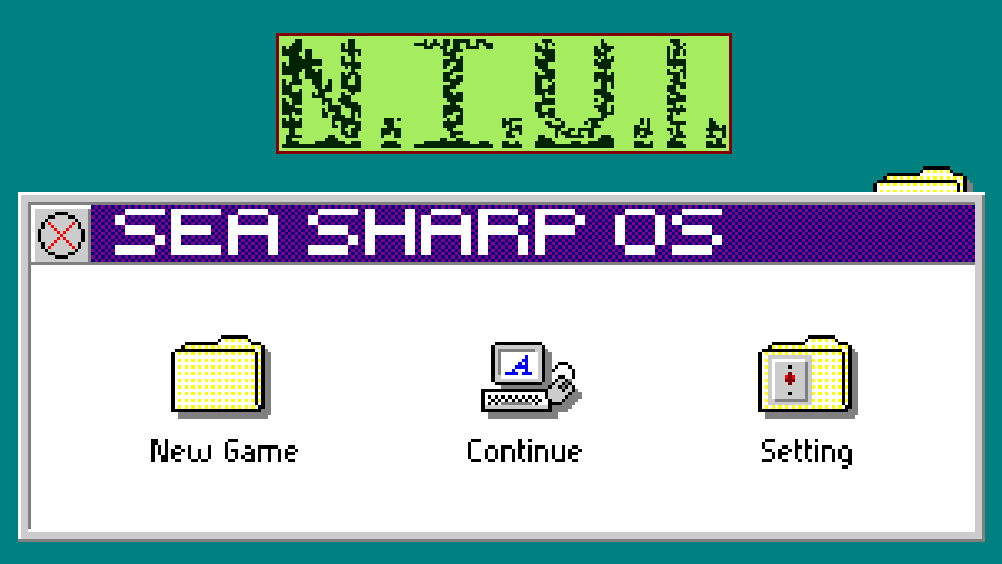 N.I.U.I.
SEA SHARP OS
A
New Game
Continue
Setting